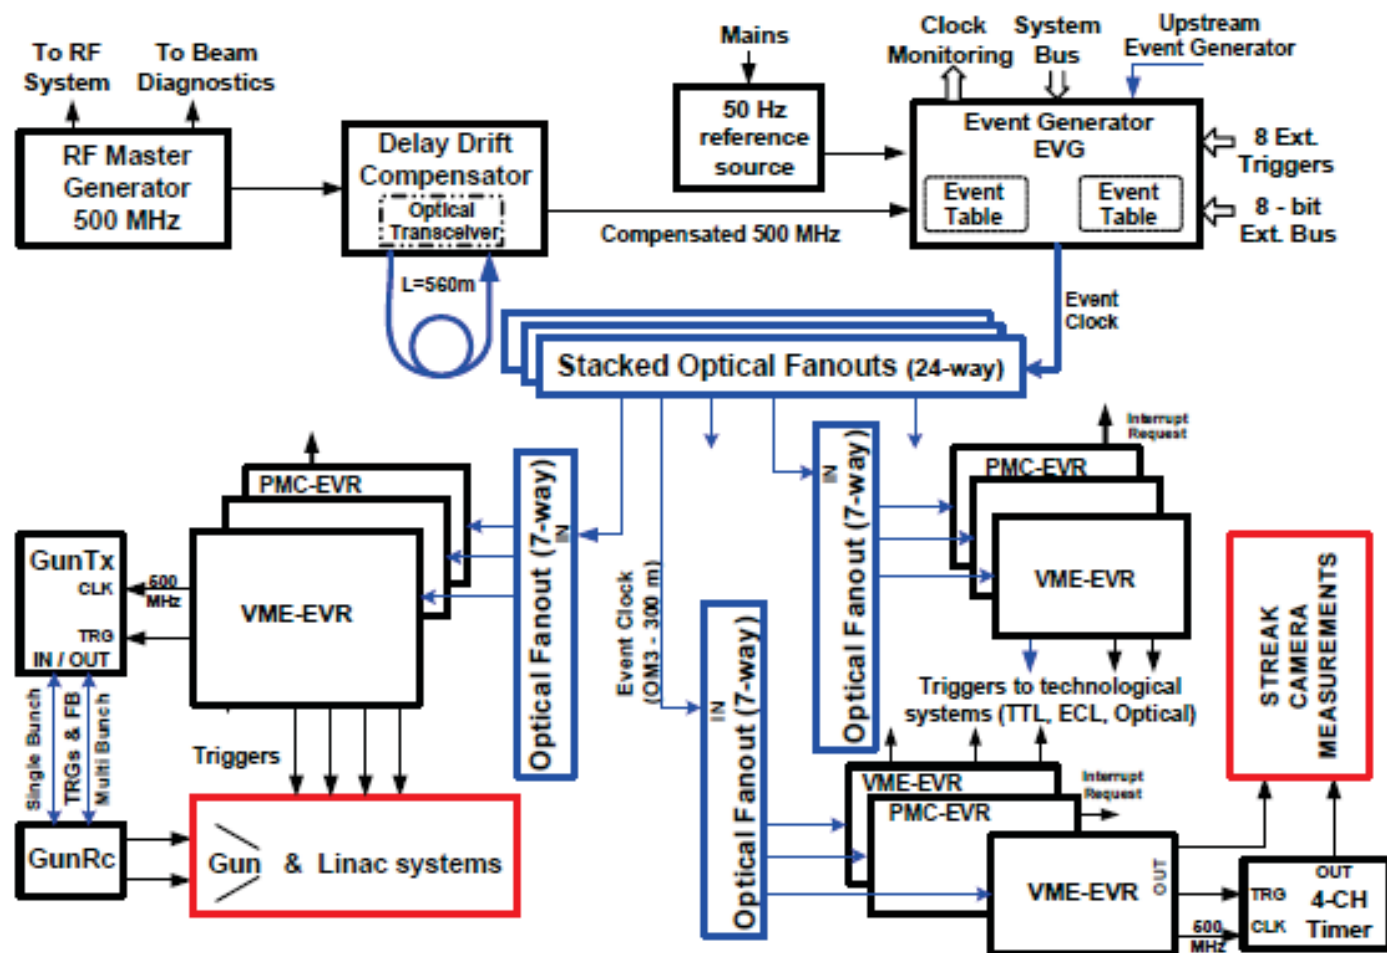 To RF
System
To Beam
Diagnostics
Mains
Clock
Monitoring
System
Bus
Upstream
Event Generator
RF Master
Generator
500 MHz
Delay Drift
Compensator
Optical
Transceiver
L=560m
50 Hz
reference
source
Compensated 500 MHz
Event Generator
EVG
Event
Table
Event
Table
8 Ext.
Triggers
8 - bit
Ext. Bus
Event
Clock
Stacked Optical Fanouts (24-way)
PMC-EVR
VME-EVR
GunTx
CLK
TRG
IN / OUT
500
MHz
Optical Fanout (7-way)
IN
Event Clock
(OM3 - 300 m)
Optical Fanout (7-way)
IN
Optical Fanout (7-way)
IN
Interrupt
Request
PMC-EVR
VME-EVR
Triggers to technological
systems (TTL, ECL, Optical)
STREAK
CAMERA
MEASUREMENTS
Single Bunch
TRGs & FB
Multi Bunch
Triggers
GunRc
Gun & Linac systems
VME-EVR
PMC-EVR
Interrupt
Request
VME-EVR
OUT
500
MHz
OUT
TRG
4-CH
CLK
Timer